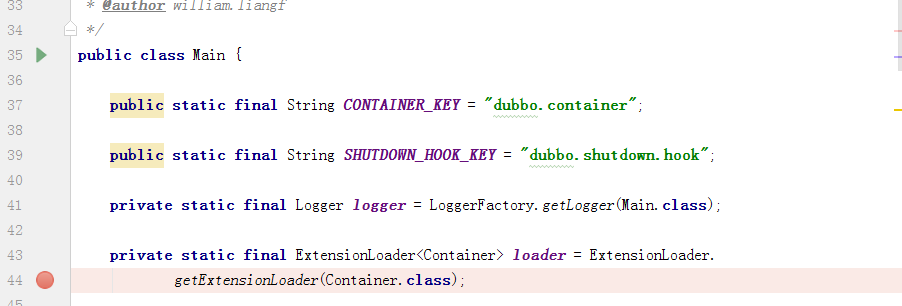 33 * @author william.liangf
34 */
35 public class Main {
36
37 public static final String CONTAINER_KEY = "dubbo.container";
38
39 public static final String SHUTDOWN_HOOK_KEY = "dubbo.shutdown.hook";
40
41 private static final Logger logger = LoggerFactory.getLogger(Main.class);
42
43 private static final ExtensionLoader<Container> loader = ExtensionLoader.
44 getExtensionLoader(Container.class);
45